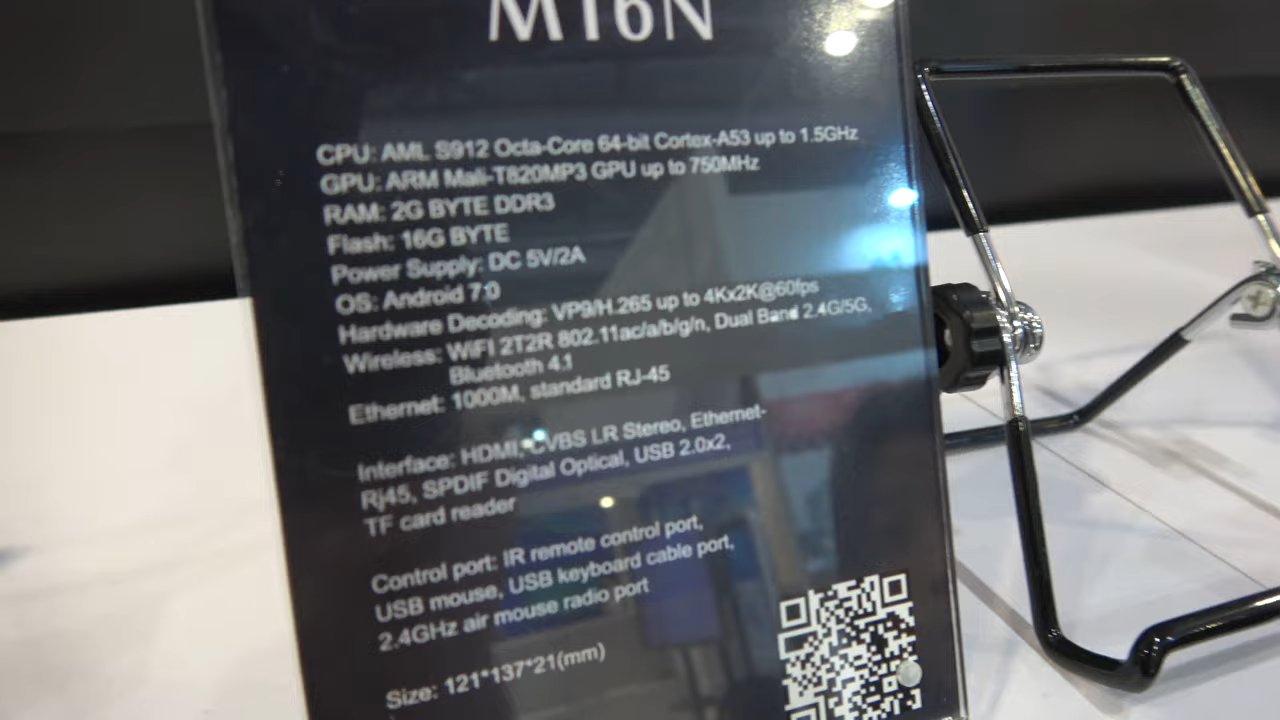 M16N
CPU: AML S912 Octa-Core 64-bit Cortex-A53 up to 1.5GHz
GPU: ARM Mali-T820MP3 GPU up to 750MHz
RAM: 2G BYTE DDR3
Flash: 16G BYTE
Power Supply: DC 5V/2A
OS: Android 7.0
Hardware Decoding: VP9/H.265 up to 4Kx2K@60fps
Wireless: WiFI 2T2R 802.11ac/a/b/g/n, Dual Band 2.4G/5G,
Bluetooth 4.1
Ethernet: 1000M, standard RJ-45
Interface: HDMI, CVBS LR Stereo, Ethernet-
Rj45, SPDIF Digital Optical, USB 2.0x2,
TF card reader
Control port: IR remote control port,
USB mouse, USB keyboard cable port,
2.4GHz air mouse radio port
Size: 121*137*21(mm)